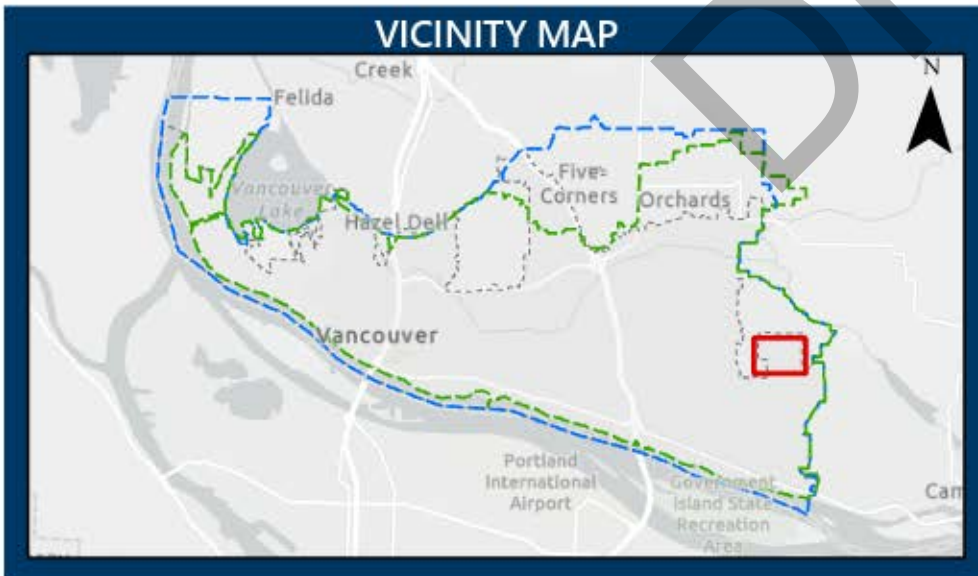 VICINITY MAP
Creek
N
Felida
Vancouver
Lake
Five
Corners
Orchards
Hazel Dell
Vancouver
Portland
International
Airport
Government
Island State
Recreation
Area
Cam